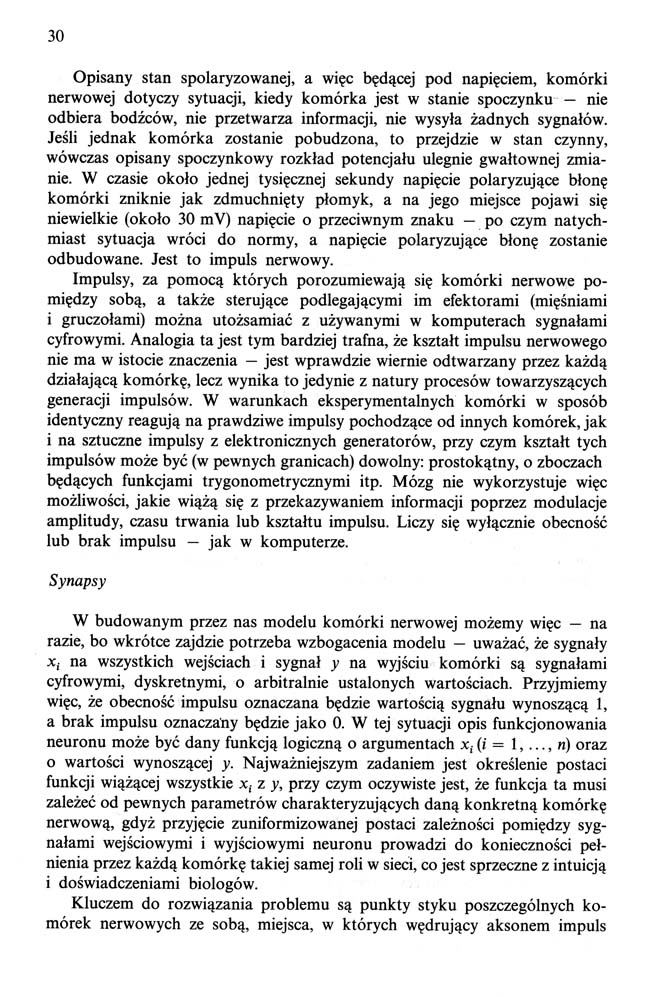 30
Opisany stan spolaryzowanej, a więc będącej pod napięciem, komórki
nerwowej dotyczy sytuacji, kiedy komórka jest w stanie spoczynku — nie
odbiera bodźców, nie przetwarza informacji, nie wysyła żadnych sygnałów.
Jeśli jednak komórka zostanie pobudzona, to przejdzie w stan czynny,
wówczas opisany spoczynkowy rozkład potencjału ulegnie gwałtownej zmia-
nie. W czasie około jednej tysięcznej sekundy napięcie polaryzujące błonę
komórki zniknie jak zdmuchnięty płomyk, a na jego miejsce pojawi się
niewielkie (około 30 mV) napięcie o przeciwnym znaku — po czym natych-
miast sytuacja wróci do normy, a napięcie polaryzujące błonę zostanie
odbudowane. Jest to impuls nerwowy.
Impulsy, za pomocą których porozumiewają się komórki nerwowe po-
między sobą, a także sterujące podlegającymi im efektorami (mięśniami
i gruczołami) można utożsamiać z używanymi w komputerach sygnałami
cyfrowymi. Analogia ta jest tym bardziej trafna, że kształt impulsu nerwowego
nie ma w istocie znaczenia — jest wprawdzie wiernie odtwarzany przez każdą
działającą komórkę, lecz wynika to jedynie z natury procesów towarzyszących
generacji impulsów. W warunkach eksperymentalnych komórki w sposób
identyczny reagują na prawdziwe impulsy pochodzące od innych komórek, jak
i na sztuczne impulsy z elektronicznych generatorów, przy czym kształt tych
impulsów może być (w pewnych granicach) dowolny: prostokątny, o zboczach
będących funkcjami trygonometrycznymi itp. Mózg nie wykorzystuje więc
możliwości, jakie wiążą się z przekazywaniem informacji poprzez modulacje
amplitudy, czasu trwania lub kształtu impulsu. Liczy się wyłącznie obecność
lub brak impulsu — jak w komputerze.
Synapsy
W budowanym przez nas modelu komórki nerwowej możemy więc — na
razie, bo wkrótce zajdzie potrzeba wzbogacenia modelu — uważać, że sygnały
xᵢ na wszystkich wejściach i sygnał y na wyjściu komórki są sygnałami
cyfrowymi, dyskretnymi, o arbitralnie ustalonych wartościach. Przyjmiemy
więc, że obecność impulsu oznaczana będzie wartością sygnału wynoszącą 1,
a brak impulsu oznaczany będzie jako 0. W tej sytuacji opis funkcjonowania
neuronu może być dany funkcją logiczną o argumentach xᵢ (i = 1, ..., n) oraz
o wartości wynoszącej y. Najważniejszym zadaniem jest określenie postaci
funkcji wiążącej wszystkie xᵢ z y, przy czym oczywiste jest, że funkcja ta musi
zależeć od pewnych parametrów charakteryzujących daną konkretną komórkę
nerwową, gdyż przyjęcie zuniformizowanej postaci zależności pomiędzy syg-
nałami wejściowymi i wyjściowymi neuronu prowadzi do konieczności peł-
nienia przez każdą komórkę takiej samej roli w sieci, co jest sprzeczne z intuicją
i doświadczeniami biologów.
Kluczem do rozwiązania problemu są punkty styku poszczególnych ko-
mórek nerwowych ze sobą, miejsca, w których wędrujący aksonem impuls